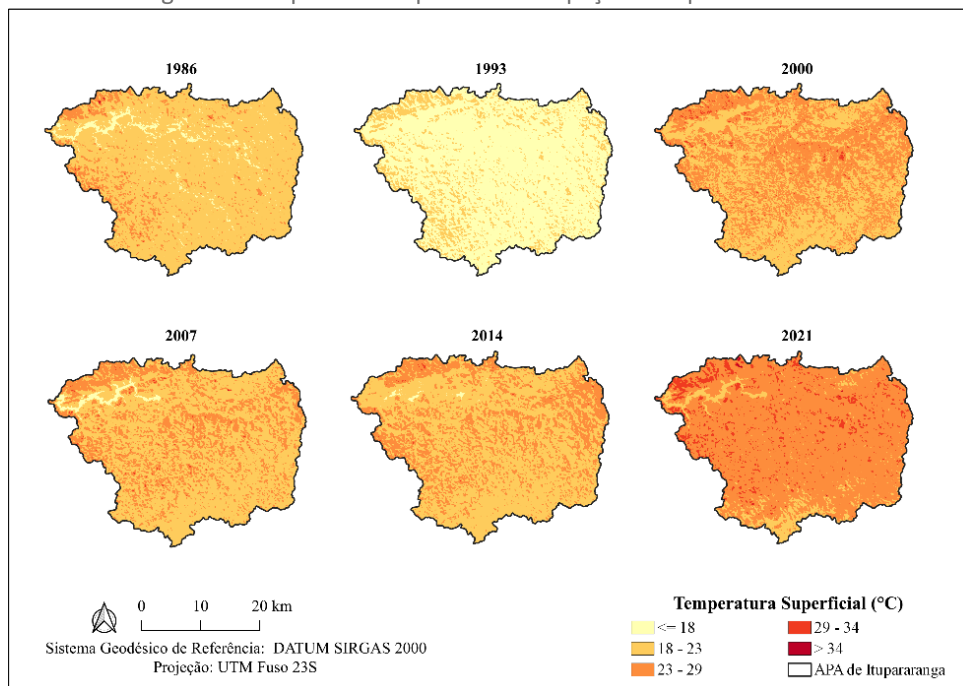 1986
1993
2000
2007
2014
2021
0 10 20 km
Sistema Geodésico de Referência: DATUM SIRGAS 2000
Projeção: UTM Fuso 23S
Temperatura Superficial (°C)
<= 18
18 - 23
23 - 29
29 - 34
> 34
APA de Itupararanga